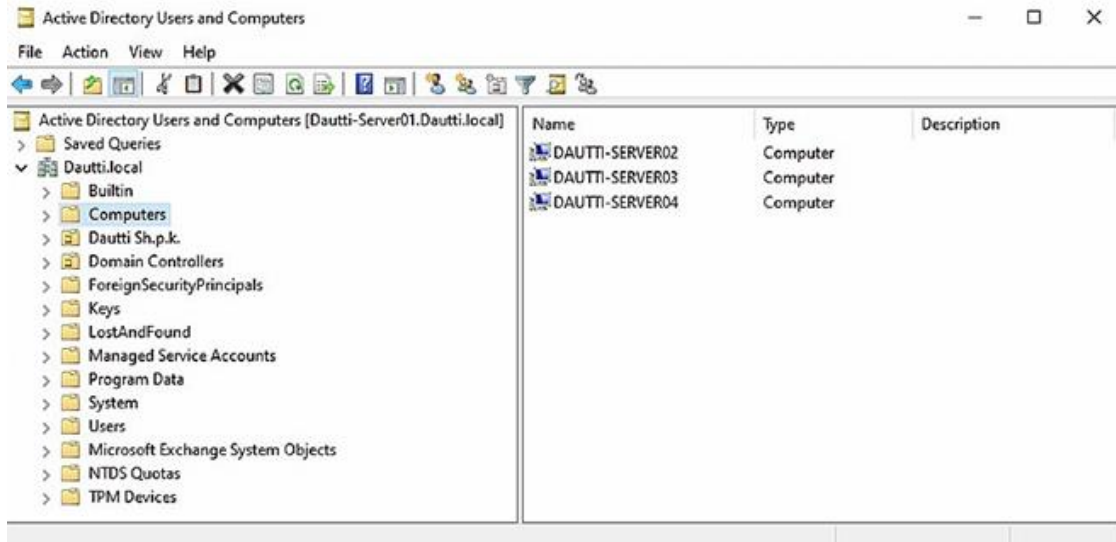 Active Directory Users and Computers
File Action View Help
Active Directory Users and Computers [Dautti-Server01.Dautti.local]
Saved Queries
Dautti.local
Builtin
Computers
Dautti Sh.p.k.
Domain Controllers
ForeignSecurityPrincipals
Keys
LostAndFound
Managed Service Accounts
Program Data
System
Users
Microsoft Exchange System Objects
NTDS Quotas
TPM Devices
Name Type Description
DAUTTI-SERVER02 Computer
DAUTTI-SERVER03 Computer
DAUTTI-SERVER04 Computer